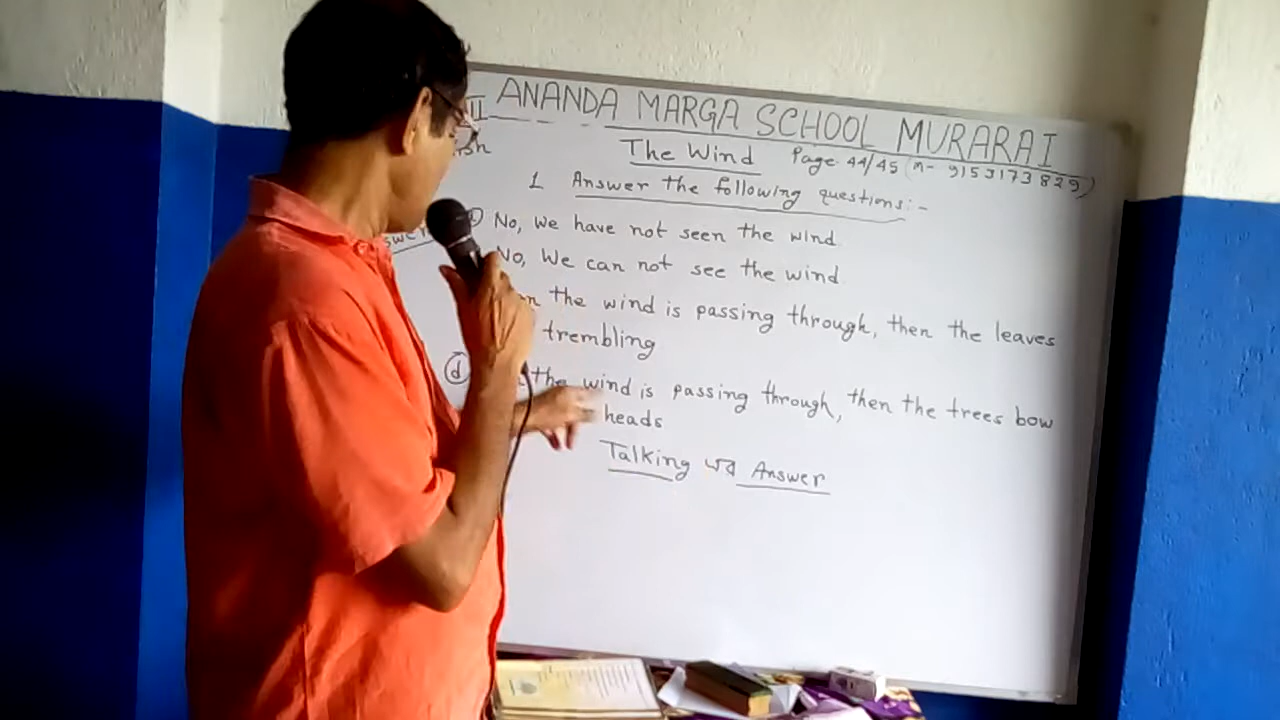 II ANANDA MARGA SCHOOL MURARAI
The Wind Page 44/45 (M- 9153173829)
1 Answer the following questions:-
No, We have not seen the wind
No, We can not see the wind
the wind is passing through, then the leaves
trembling
(d) the wind is passing through, then the trees bow
heads
Talking এর Answer